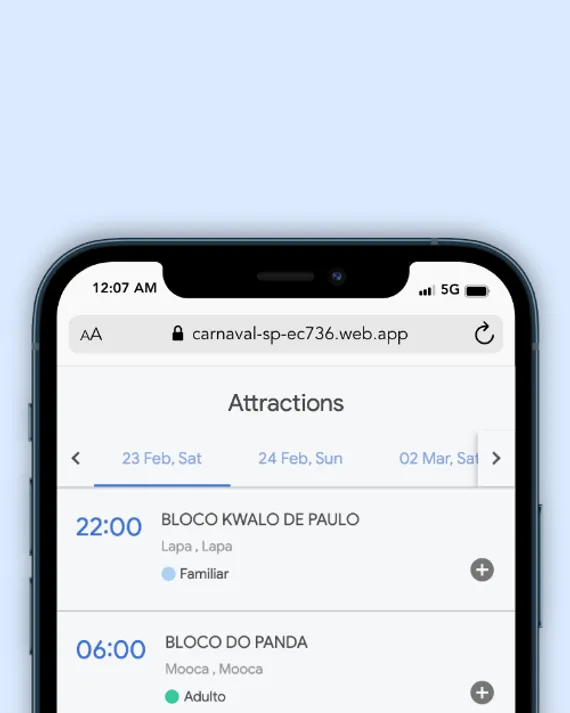 12:07 AM 5G
AA carnaval-sp-ec736.web.app
Attractions
23 Feb, Sat 24 Feb, Sun 02 Mar, Sat
22:00 BLOCO KWALO DE PAULO
Lapa , Lapa
Familiar
06:00 BLOCO DO PANDA
Mooca , Mooca
Adulto